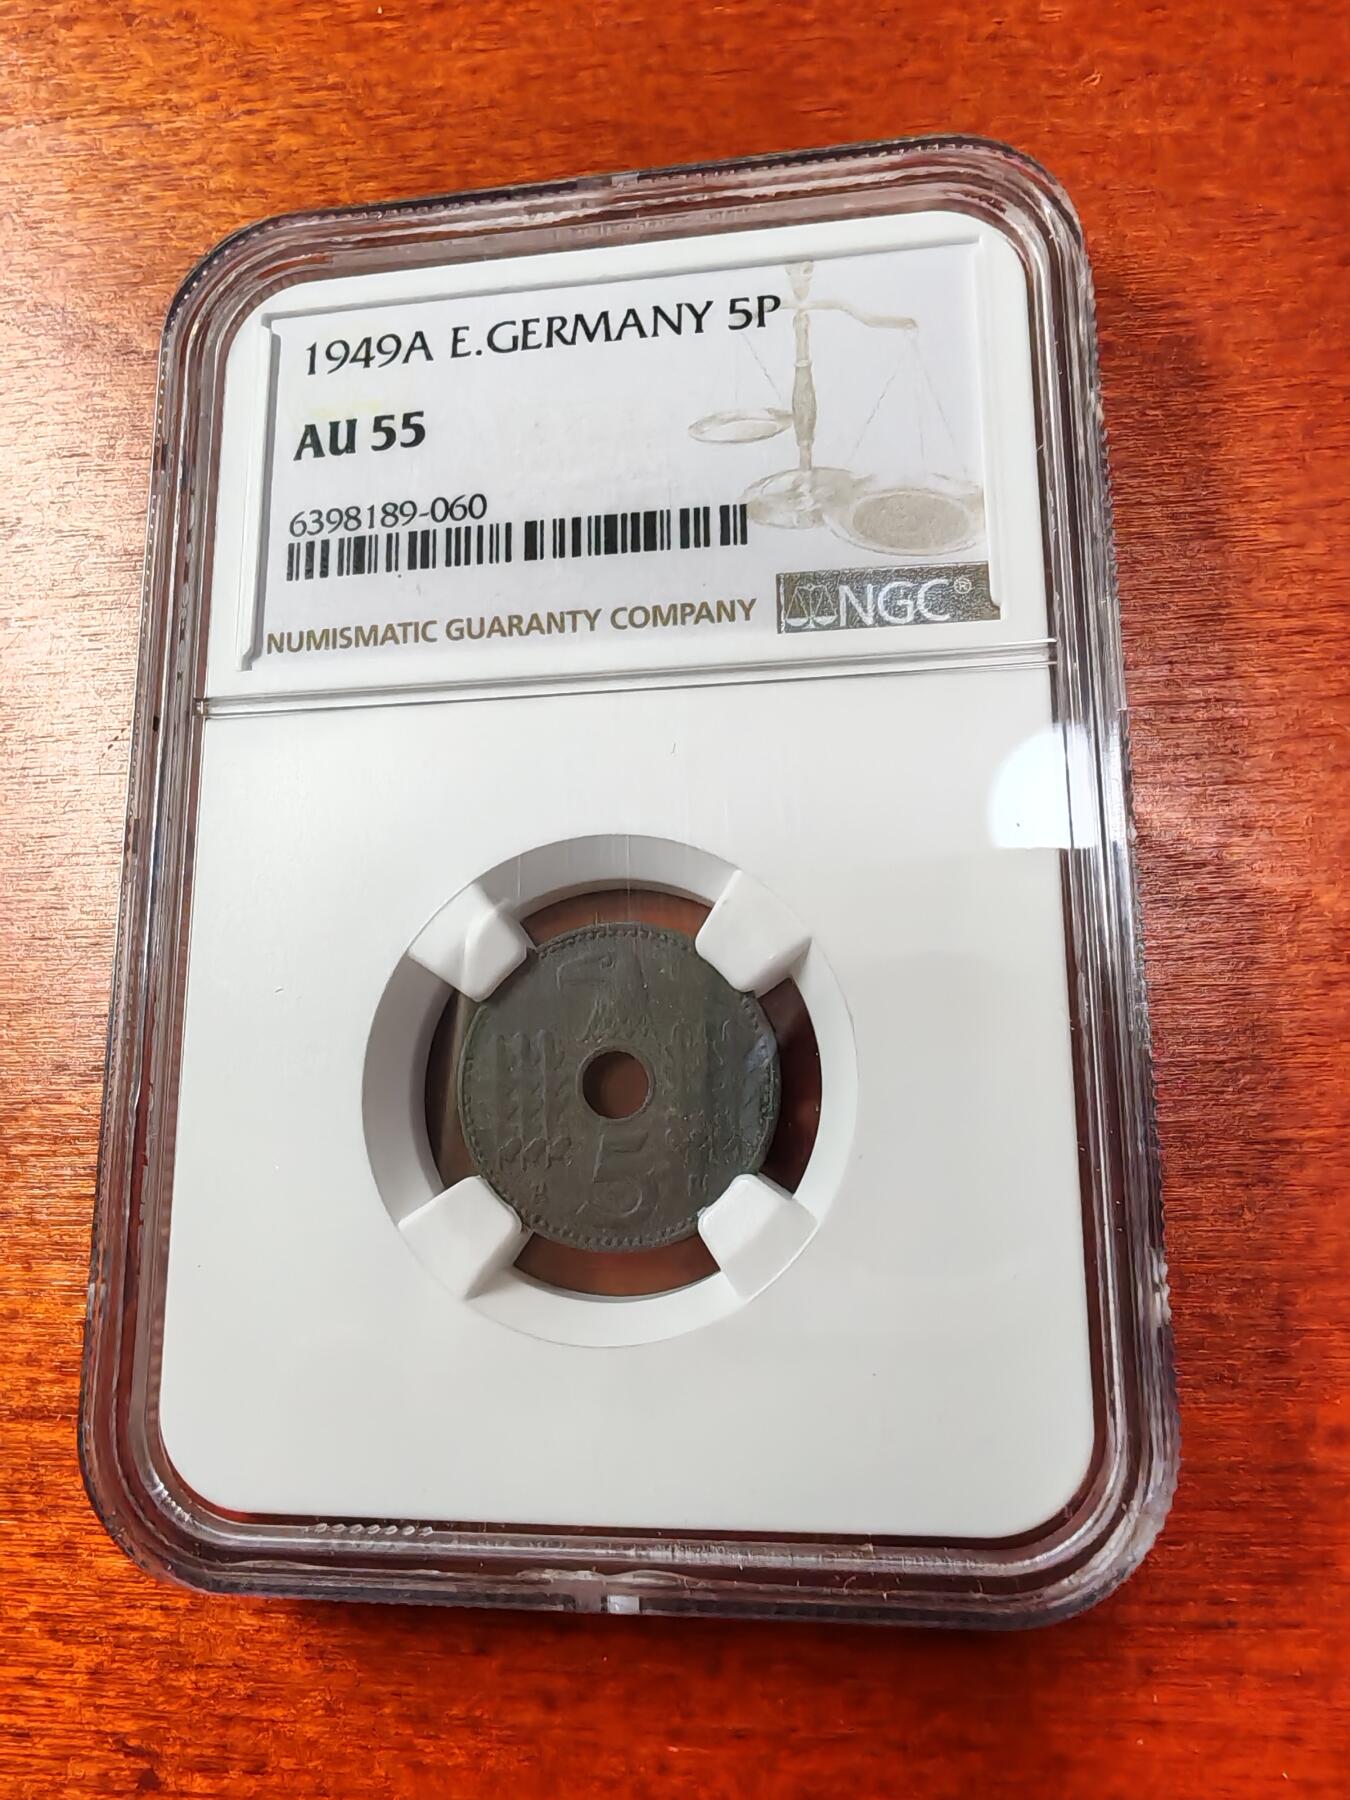 1949A E.GERMANY 5P
AU 55
6398189-060
NUMISMATIC GUARANTY COMPANY
NGC®
5